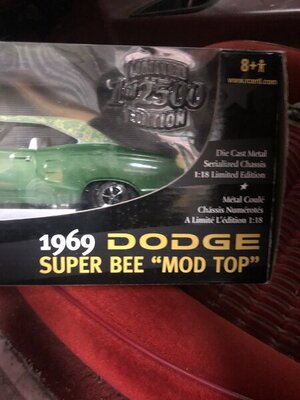 8+
www.rcertl.com
LIMITED
1 of 2500
EDITION
Die Cast Metal
Serialized Chassis
1:18 Limited Edition
Métal Coulé
Châssis Numérotés
A Limité L'édition 1:18
1969 DODGE
SUPER BEE "MOD TOP"